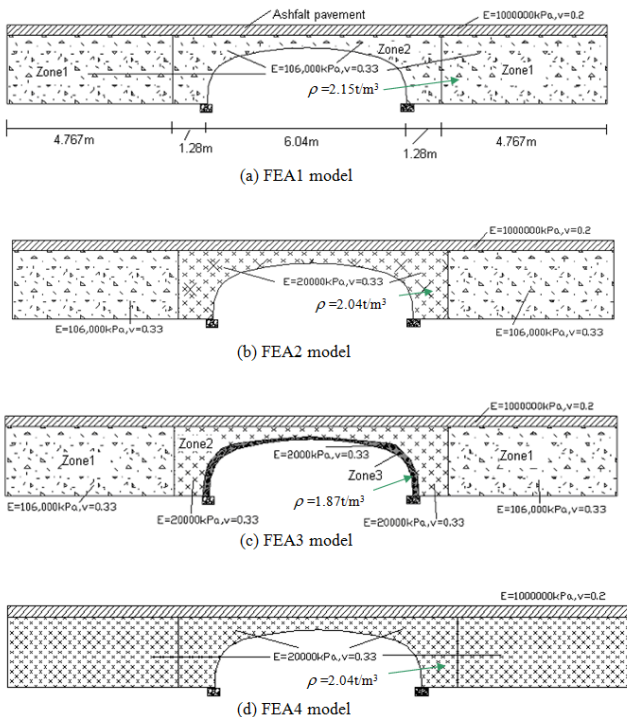 Ashfalt pavement
E=1000000kPa,v=0.2
Zone1
Zone2
E=106,000kPa,v=0.33
Zone1
ρ=2.15t/m³
4.767m
1.28m
6.04m
1.28m
4.767m
(a) FEA1 model
E=1000000kPa,v=0.2
E=20000kPa,v=0.33
ρ=2.04t/m³
E=106,000kPa,v=0.33
E=106,000kPa,v=0.33
(b) FEA2 model
E=1000000kPa,v=0.2
Zone2
Zone1
E=2000kPa,v=0.33
Zone3
Zone1
ρ=1.87t/m³
E=106,000kPa,v=0.33
E=20000kPa,v=0.33
E=20000kPa,v=0.33
E=106,000kPa,v=0.33
(c) FEA3 model
E=1000000kPa,v=0.2
E=20000kPa,v=0.33
ρ=2.04t/m³
(d) FEA4 model